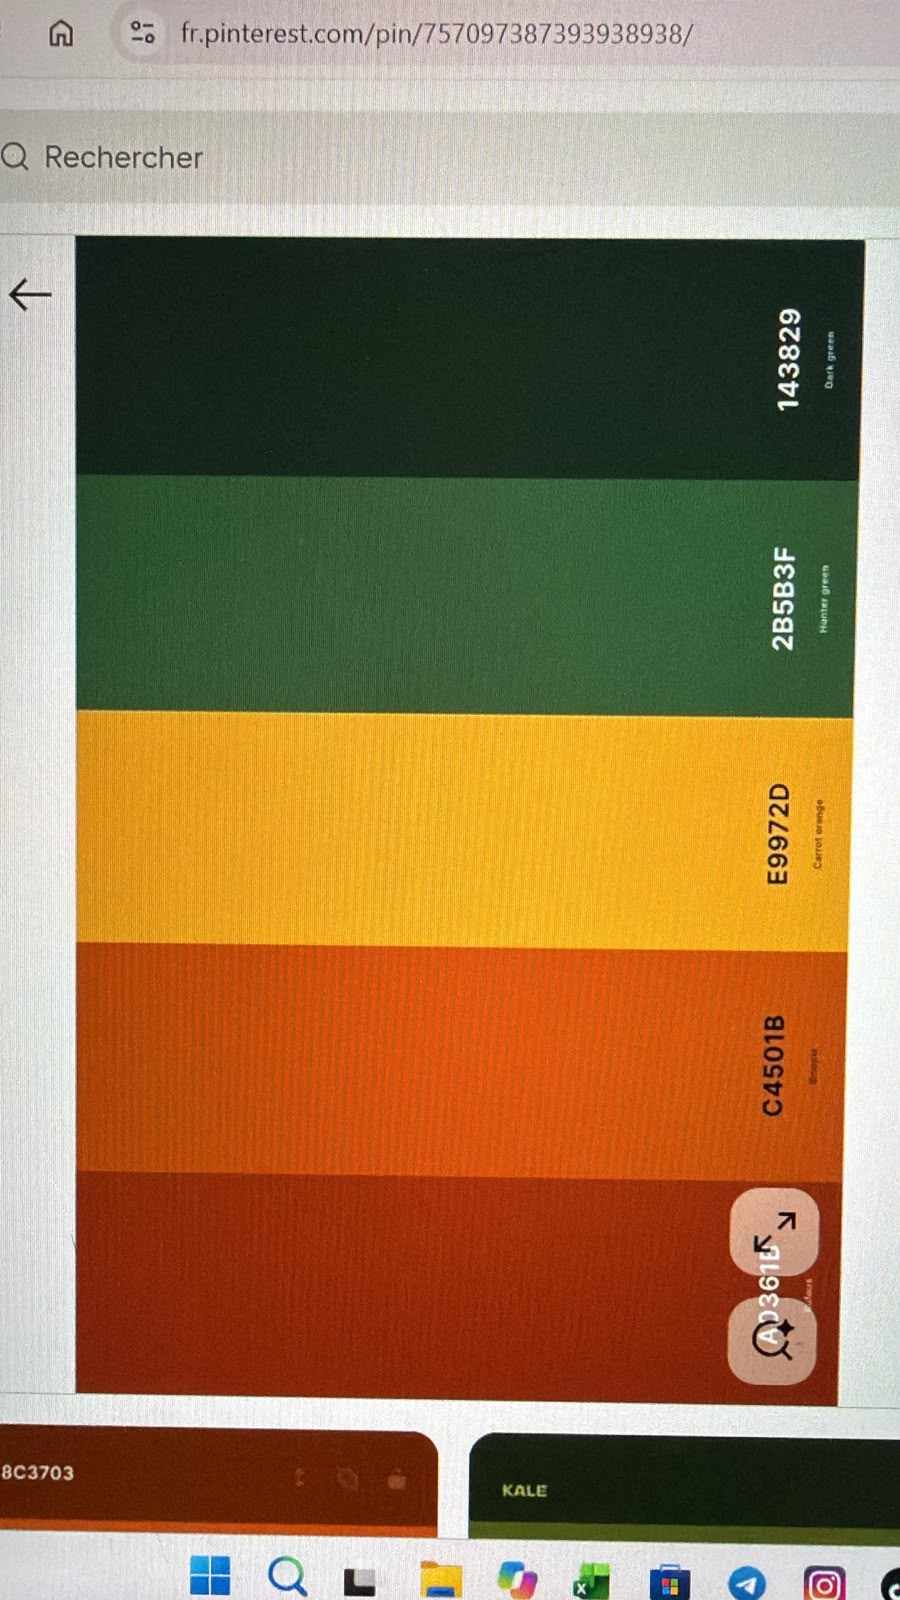 fr.pinterest.com/pin/757097387393938938/
Rechercher
143829
Dark green
2B5B3F
Hunter green
E9972D
Carrot orange
C4501B
8C3703
KALE